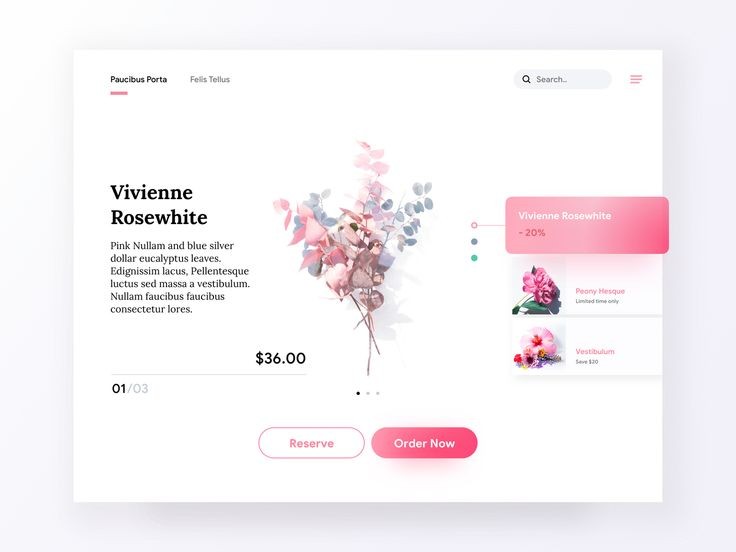 Paucibus Porta
Felis Tellus
Search..
Vivienne
Rosewhite
Pink Nullam and blue silver
dollar eucalyptus leaves.
Edignissim lacus, Pellentesque
luctus sed massa a vestibulum.
Nullam faucibus faucibus
consectetur lores.
$36.00
01/03
Vivienne Rosewhite
- 20%
Peony Hesque
Limited time only
Vestibulum
Save $20
Reserve
Order Now